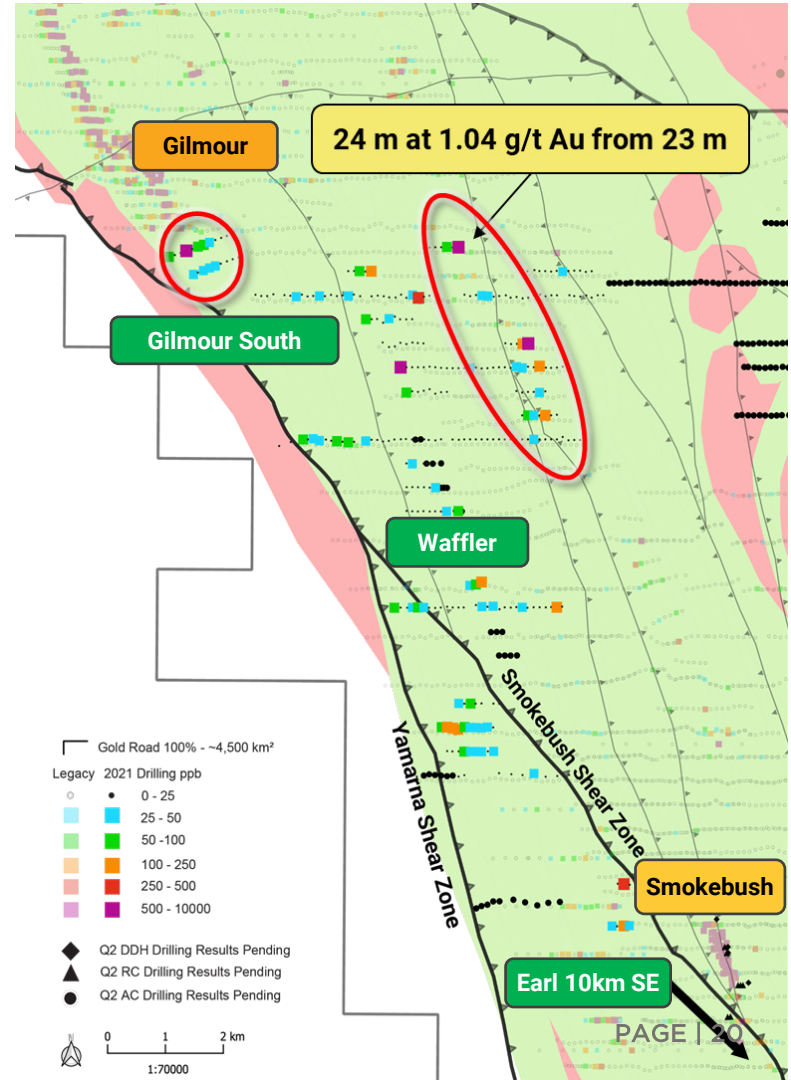 Gilmour
24 m at 1.04 g/t Au from 23 m
Gilmour South
Waffler
Smokebush Shear Zone
Yamarna Shear Zone
Gold Road 100% - ~4,500 km²
Legacy 2021 Drilling ppb
0 - 25
25 - 50
50 -100
100 - 250
250 - 500
500 - 10000
Q2 DDH Drilling Results Pending
Q2 RC Drilling Results Pending
Q2 AC Drilling Results Pending
Smokebush
Earl 10km SE
N
0 1 2 km
1:70000
PAGE | 20